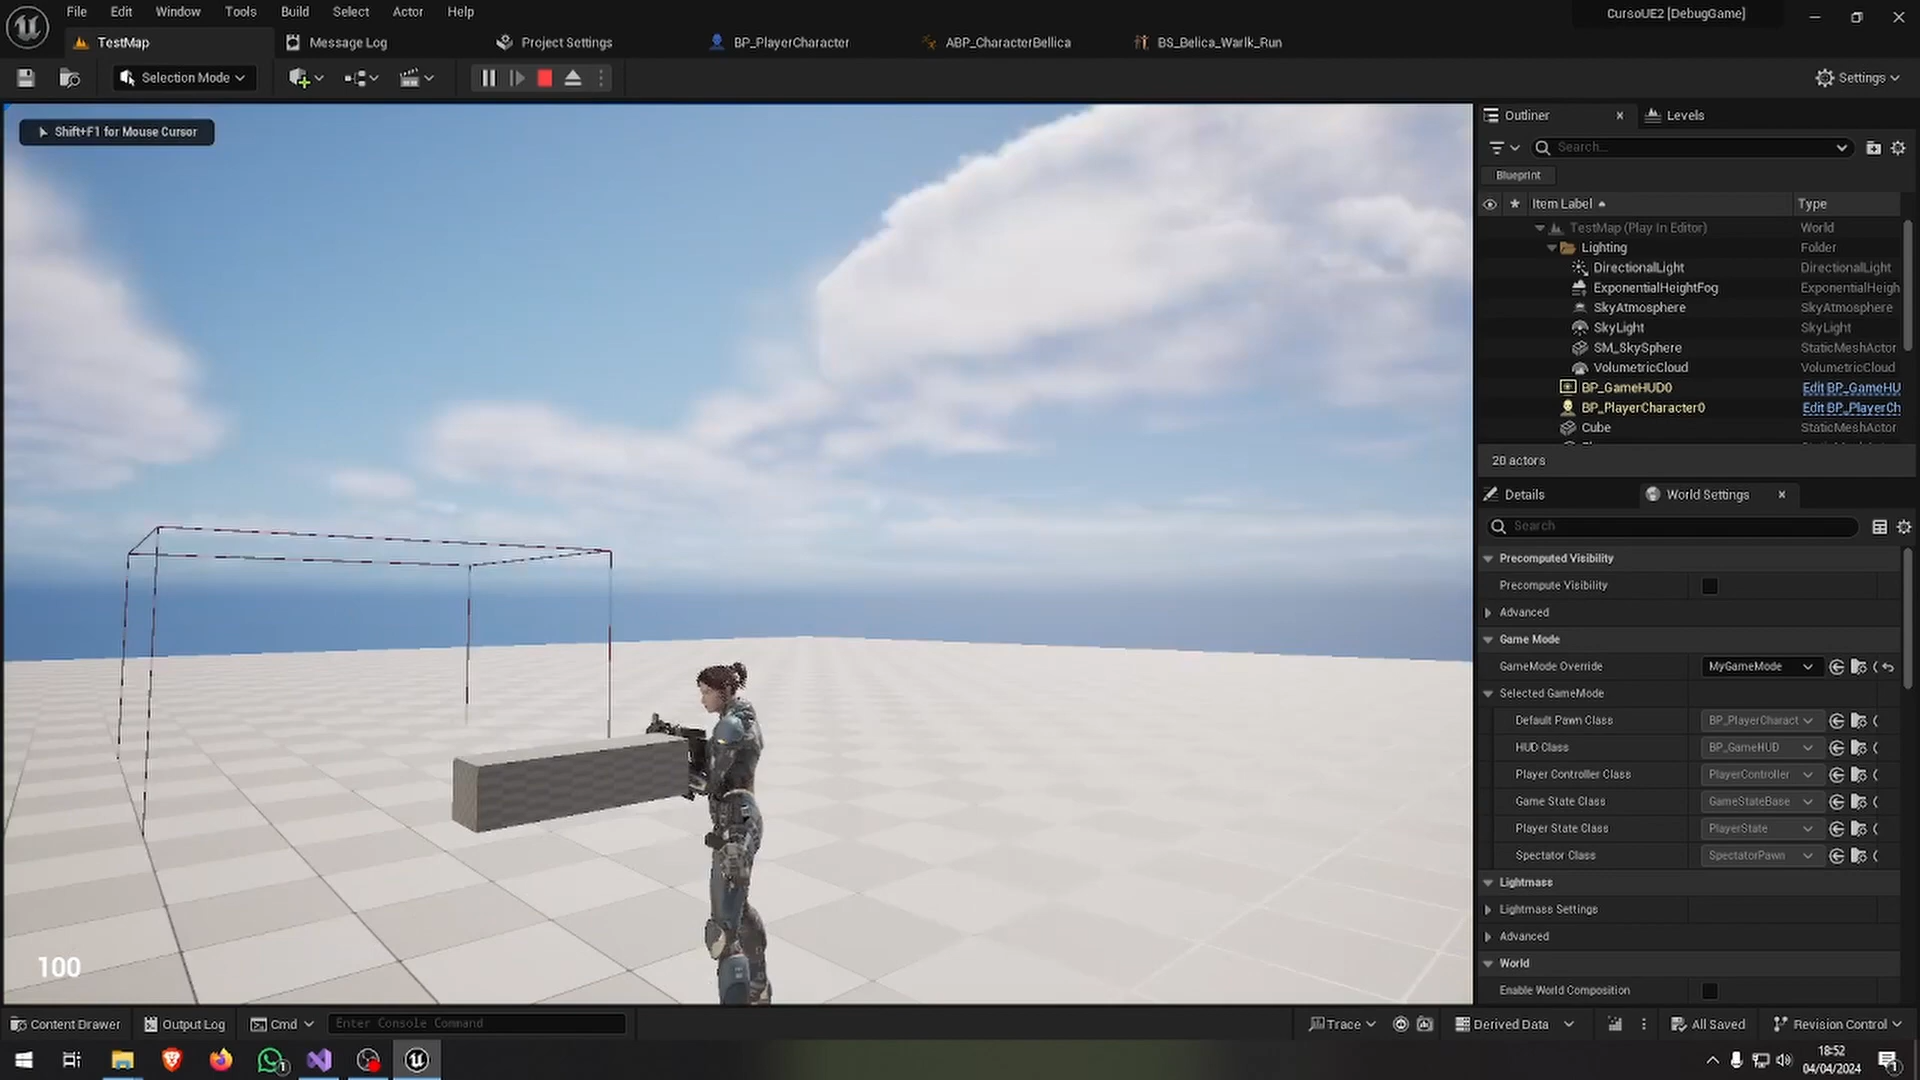 File Edit Window Tools Build Select Actor Help
CursoUE2 [DebugGame]
TestMap
Message Log
Project Settings
BP_PlayerCharacter
ABP_CharacterBellica
BS_Belica_Warlk_Run
Selection Mode
Settings
Shift+F1 for Mouse Cursor
Outliner
Levels
Search...
Blueprint
Item Label
Type
TestMap (Play In Editor)
World
Lighting
Folder
DirectionalLight
DirectionalLight
ExponentialHeightFog
ExponentialHeigh
SkyAtmosphere
SkyAtmosphere
SkyLight
SkyLight
SM_SkySphere
StaticMeshActor
VolumetricCloud
VolumetricCloud
BP_GameHUD0
Edit BP_GameHU
BP_PlayerCharacter0
Edit BP_PlayerCh
Cube
StaticMeshActor
20 actors
Details
World Settings
Search
Precomputed Visibility
Precompute Visibility
Advanced
Game Mode
GameMode Override
MyGameMode
Selected GameMode
Default Pawn Class
BP_PlayerCharact
HUD Class
BP_GameHUD
Player Controller Class
PlayerController
Game State Class
GameStateBase
Player State Class
PlayerState
Spectator Class
SpectatorPawn
Lightmass
Lightmass Settings
Advanced
World
Enable World Composition
100
Content Drawer
Output Log
Cmd
Enter Console Command
Trace
Derived Data
All Saved
Revision Control
18:52
04/04/2024